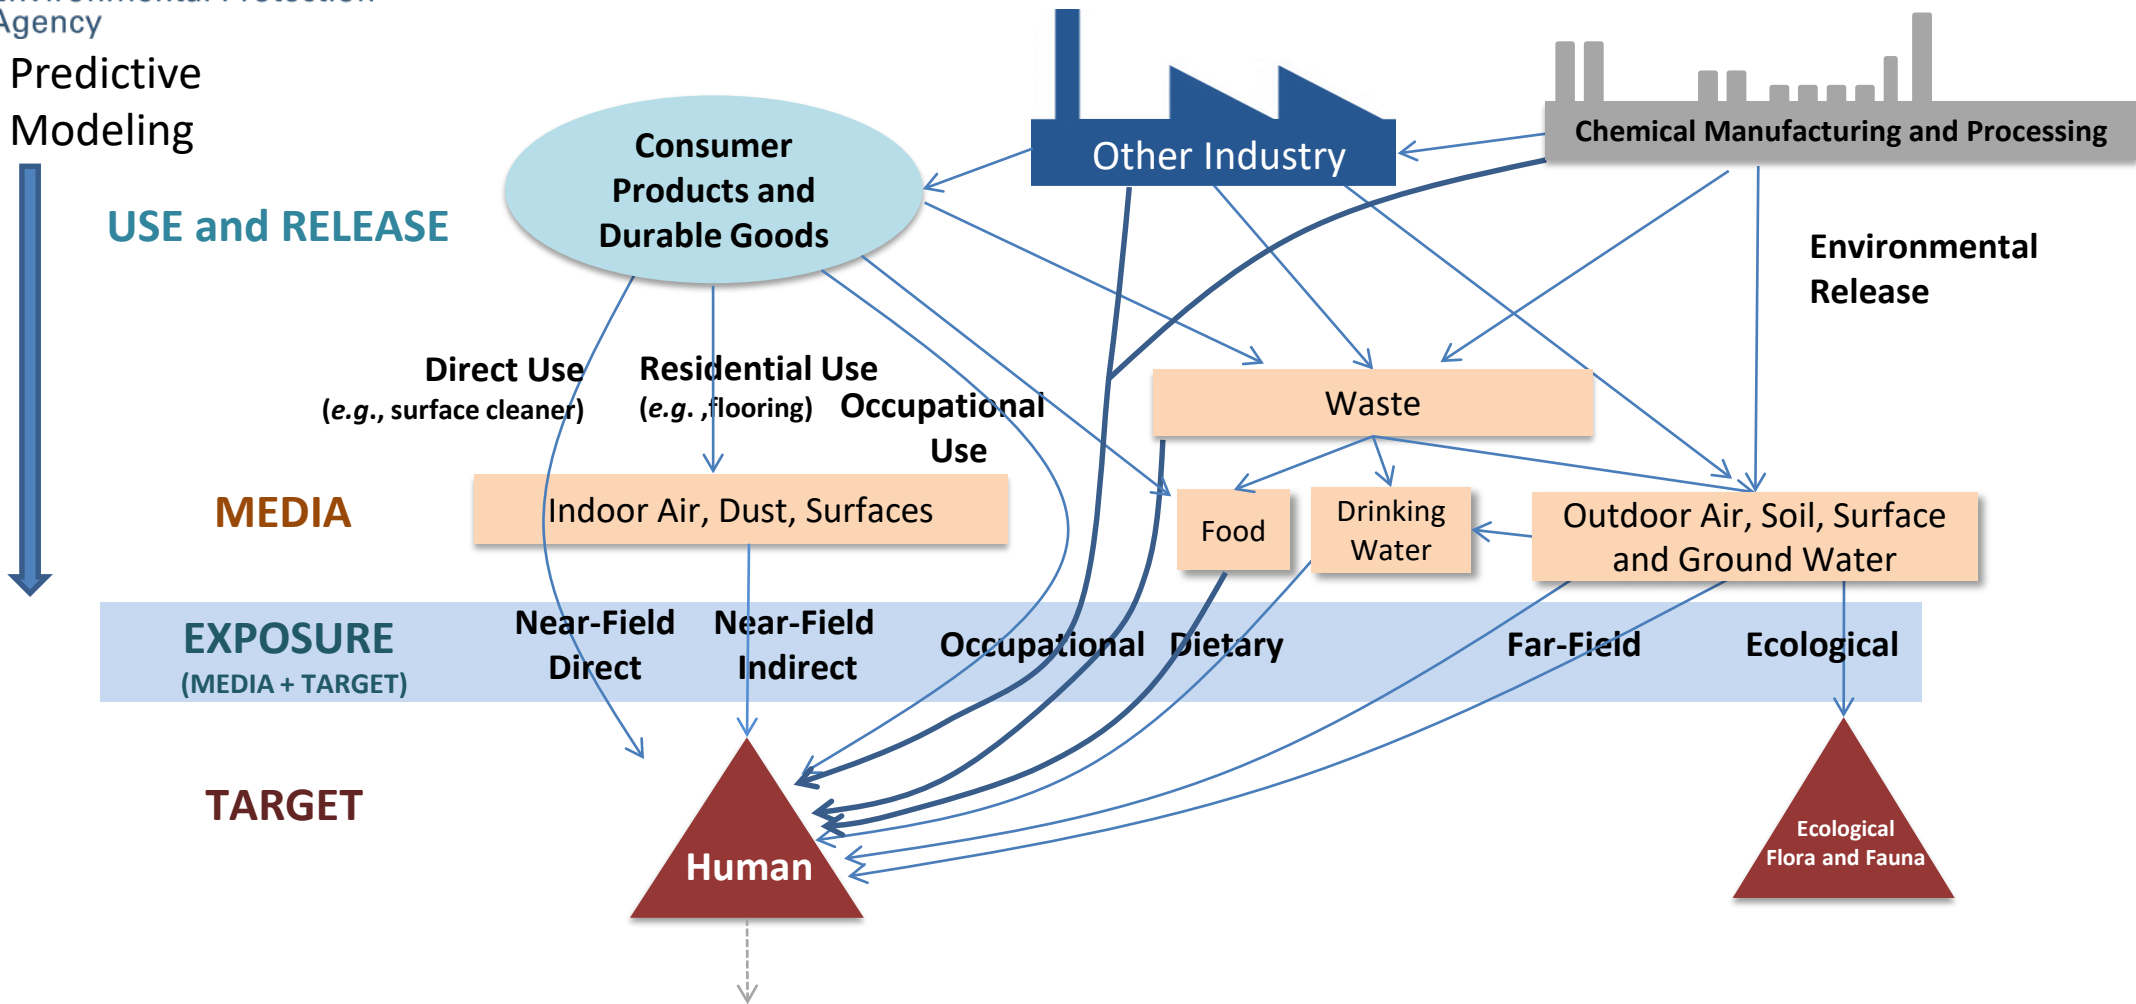 Agency
Predictive
Modeling
Consumer
Products and
Durable Goods
Other Industry
Chemical Manufacturing and Processing
USE and RELEASE
Environmental
Release
Direct Use
(e.g., surface cleaner)
Residential Use
(e.g. ,flooring)
Occupational
Use
Waste
MEDIA
Indoor Air, Dust, Surfaces
Food
Drinking
Water
Outdoor Air, Soil, Surface
and Ground Water
EXPOSURE
(MEDIA + TARGET)
Near-Field
Direct
Near-Field
Indirect
Occupational
Dietary
Far-Field
Ecological
TARGET
Human
Ecological
Flora and Fauna